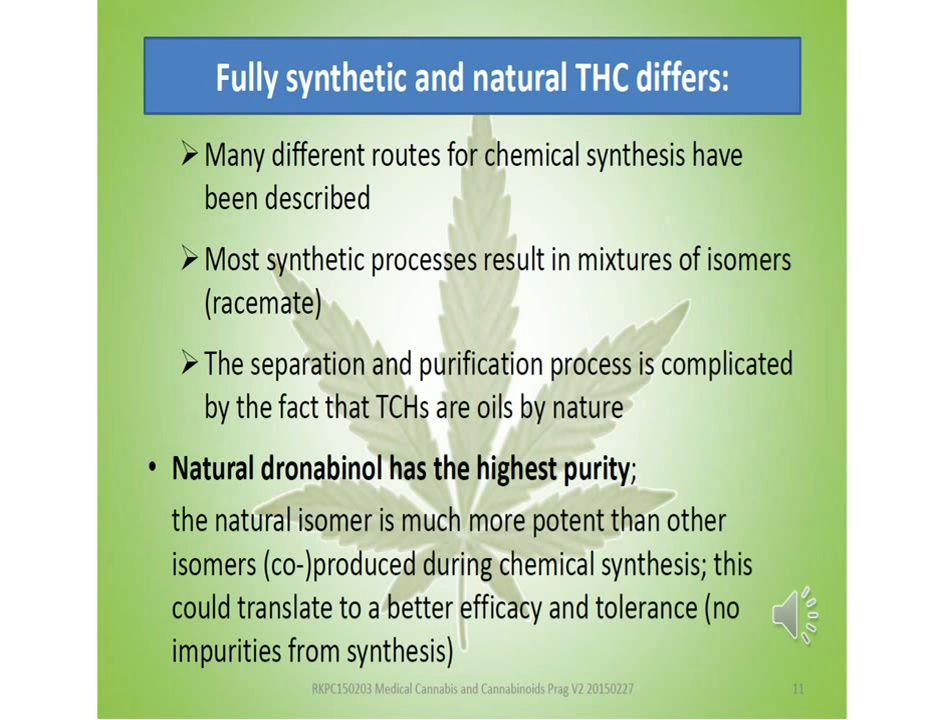 Fully synthetic and natural THC differs:
➢ Many different routes for chemical synthesis have
been described
➢ Most synthetic processes result in mixtures of isomers
(racemate)
➢ The separation and purification process is complicated
by the fact that TCHs are oils by nature
• Natural dronabinol has the highest purity;
the natural isomer is much more potent than other
isomers (co-)produced during chemical synthesis; this
could translate to a better efficacy and tolerance (no
impurities from synthesis)
RKPC150203 Medical Cannabis and Cannabinoids Prag V2 20150227 11